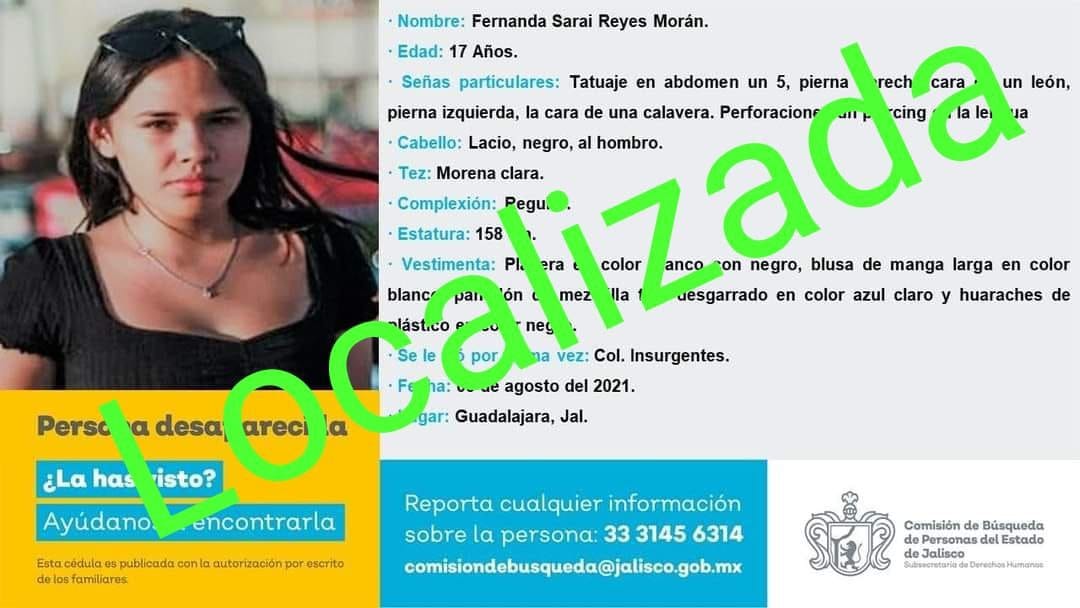 · Nombre: Fernanda Sarai Reyes Morán.
· Edad: 17 Años.
· Señas particulares: Tatuaje en abdomen un 5, pierna cara un león,
pierna izquierda, la cara de una calavera. la
· Cabello: Lacio, negro, al hombro.
· Tez: Morena clara.
· Complexión:
· Estatura: 158
· Vestimenta: color con negro, blusa de manga larga en color
desgarrado en color azul claro y huaraches de
plástico
· Se le por vez: Col. Insurgentes.
· de agosto del 2021.
Guadalajara, Jal.
Localizada
Persona desaparecida
¿La has visto?
Ayúdanos encontrarla
Esta cédula es publicada con la autorización por escrito
de los familiares.
Reporta cualquier información
sobre la persona: 33 3145 6314
comisiondebusqueda@jalisco.gob.mx
Comisión de Búsqueda
de Personas del Estado
de Jalisco
Subsecretaría de Derechos Humanos